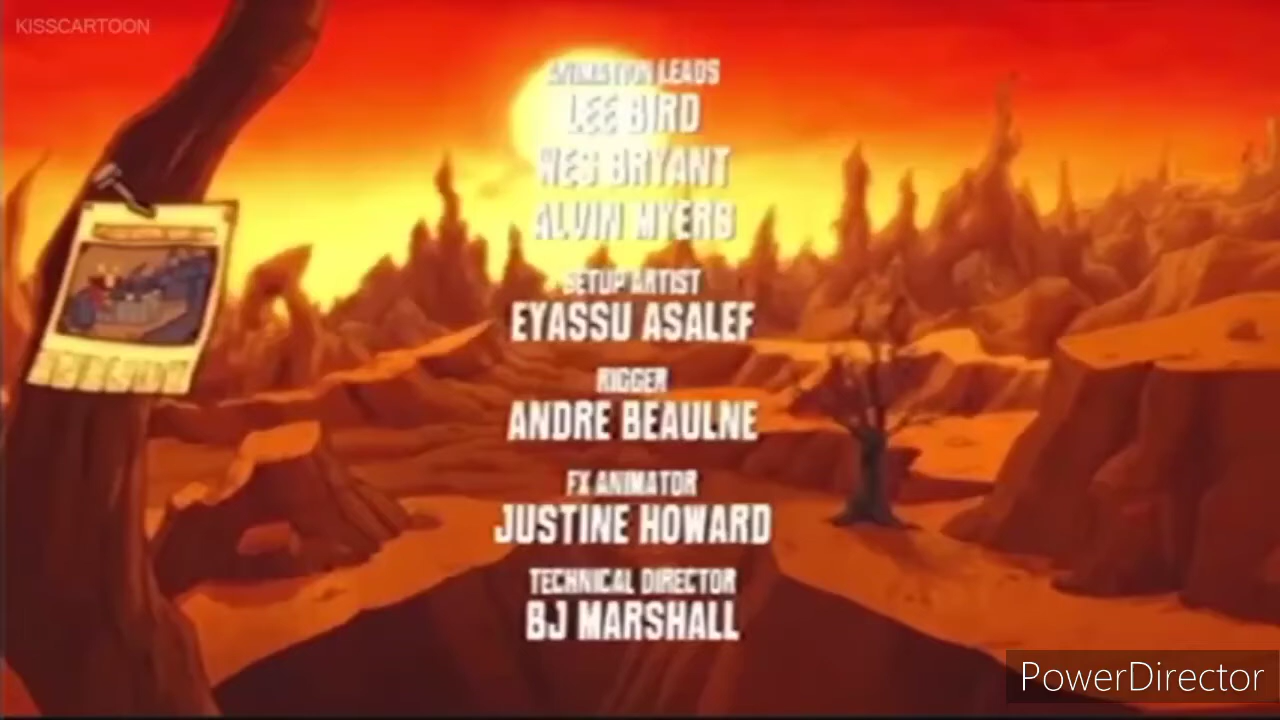 KISSCARTOON
ANIMATION LEADS
LEE BIRD
WES BRYANT
ALVIN MYERS
SETUP ARTIST
EYASSU ASALEF
RIGGER
ANDRE BEAULNE
FX ANIMATOR
JUSTINE HOWARD
TECHNICAL DIRECTOR
BJ MARSHALL
PowerDirector